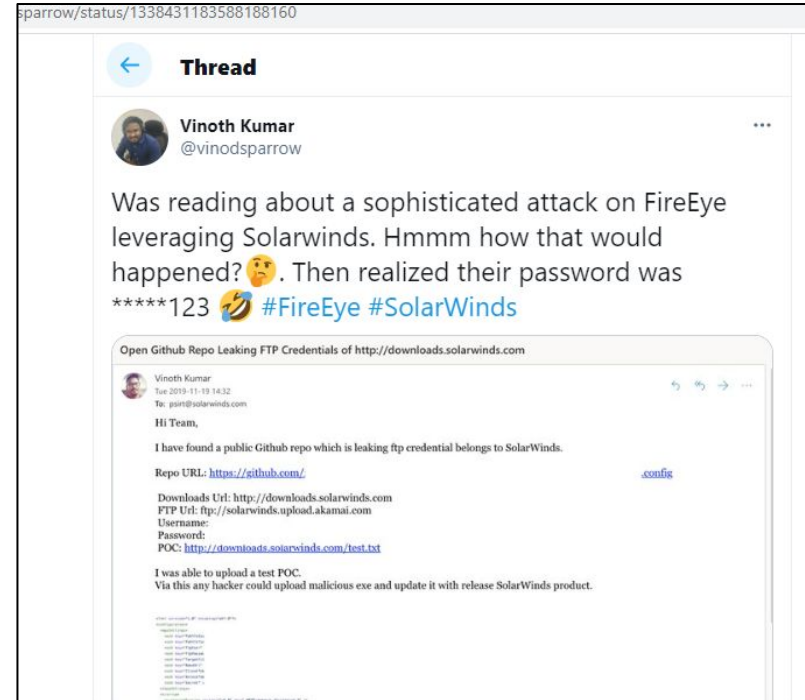 sparrow/status/1338431183588188160
Thread
Vinoth Kumar
@vinodsparrow
Was reading about a sophisticated attack on FireEye
leveraging Solarwinds. Hmmm how that would
happened?🤔. Then realized their password was
*****123 🤣 #FireEye #SolarWinds
Open Github Repo Leaking FTP Credentials of http://downloads.solarwinds.com
Vinoth Kumar
Tue 2019-11-19 14:32
To: psirt@solarwinds.com
Hi Team,
I have found a public Github repo which is leaking ftp credential belongs to SolarWinds.
Repo URL: https://github.com/ .config
Downloads Url: http://downloads.solarwinds.com
FTP Url: ftp://solarwinds.upload.akamai.com
Username:
Password:
POC: http://downloads.solarwinds.com/test.txt
I was able to upload a test POC.
Via this any hacker could upload malicious exe and update it with release SolarWinds product.